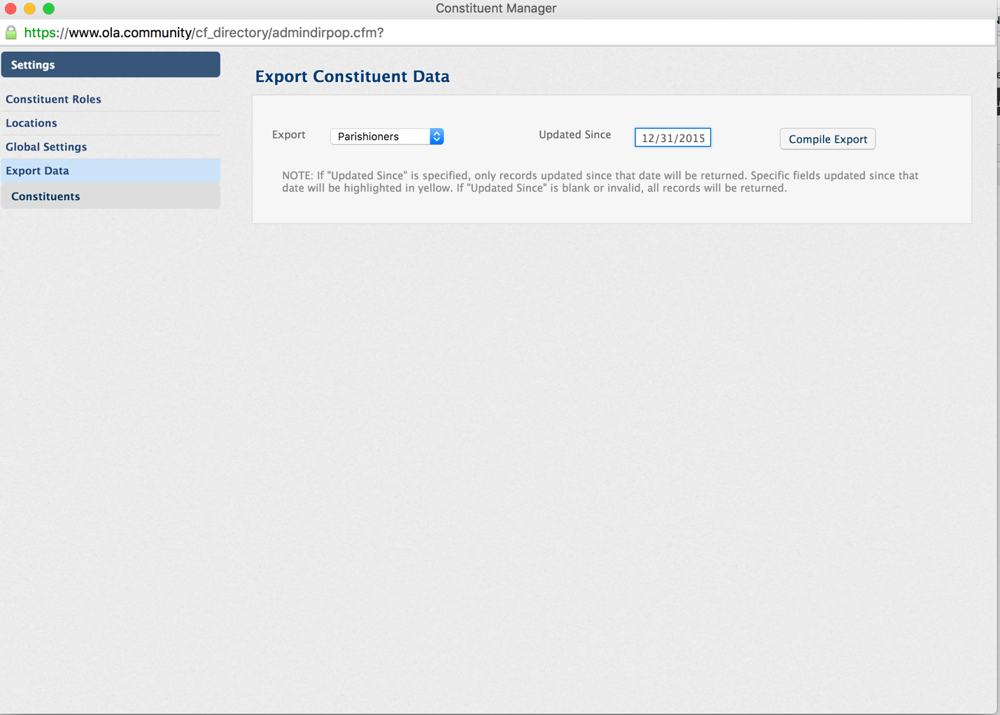 Constituent Manager
https://www.ola.community/cf_directory/admindirpop.cfm?
Settings
Constituent Roles
Locations
Global Settings
Export Data
Constituents
Export Constituent Data
Export Parishioners Updated Since 12/31/2015 Compile Export
NOTE: If "Updated Since" is specified, only records updated since that date will be returned. Specific fields updated since that
date will be highlighted in yellow. If "Updated Since" is blank or invalid, all records will be returned.